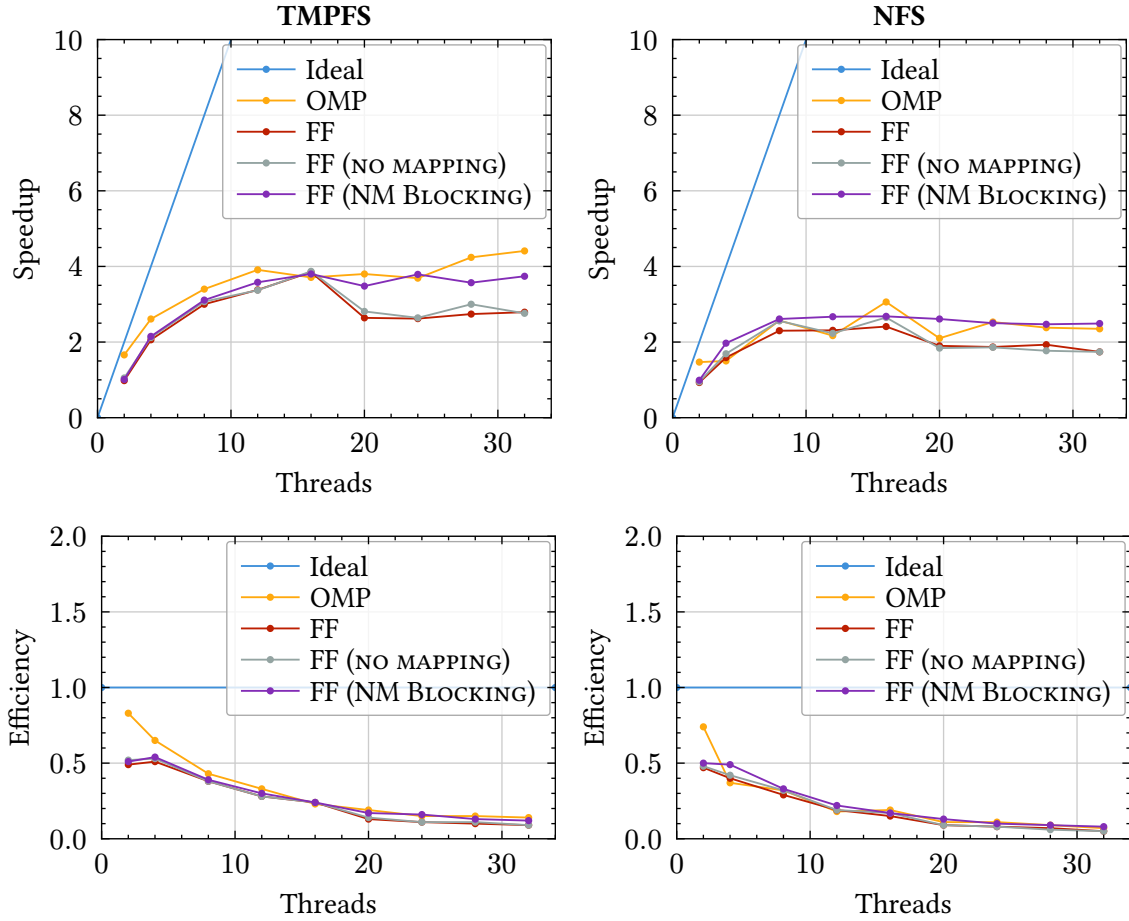 TMPFS
10
8
6
4
2
0
0
10
20
30
Speedup
Threads
Ideal
OMP
FF
FF (NO MAPPING)
FF (NM BLOCKING)
NFS
10
8
6
4
2
0
0
10
20
30
Speedup
Threads
Ideal
OMP
FF
FF (NO MAPPING)
FF (NM BLOCKING)
2.0
1.5
1.0
0.5
0.0
0
10
20
30
Efficiency
Threads
Ideal
OMP
FF
FF (NO MAPPING)
FF (NM BLOCKING)
2.0
1.5
1.0
0.5
0.0
0
10
20
30
Efficiency
Threads
Ideal
OMP
FF
FF (NO MAPPING)
FF (NM BLOCKING)